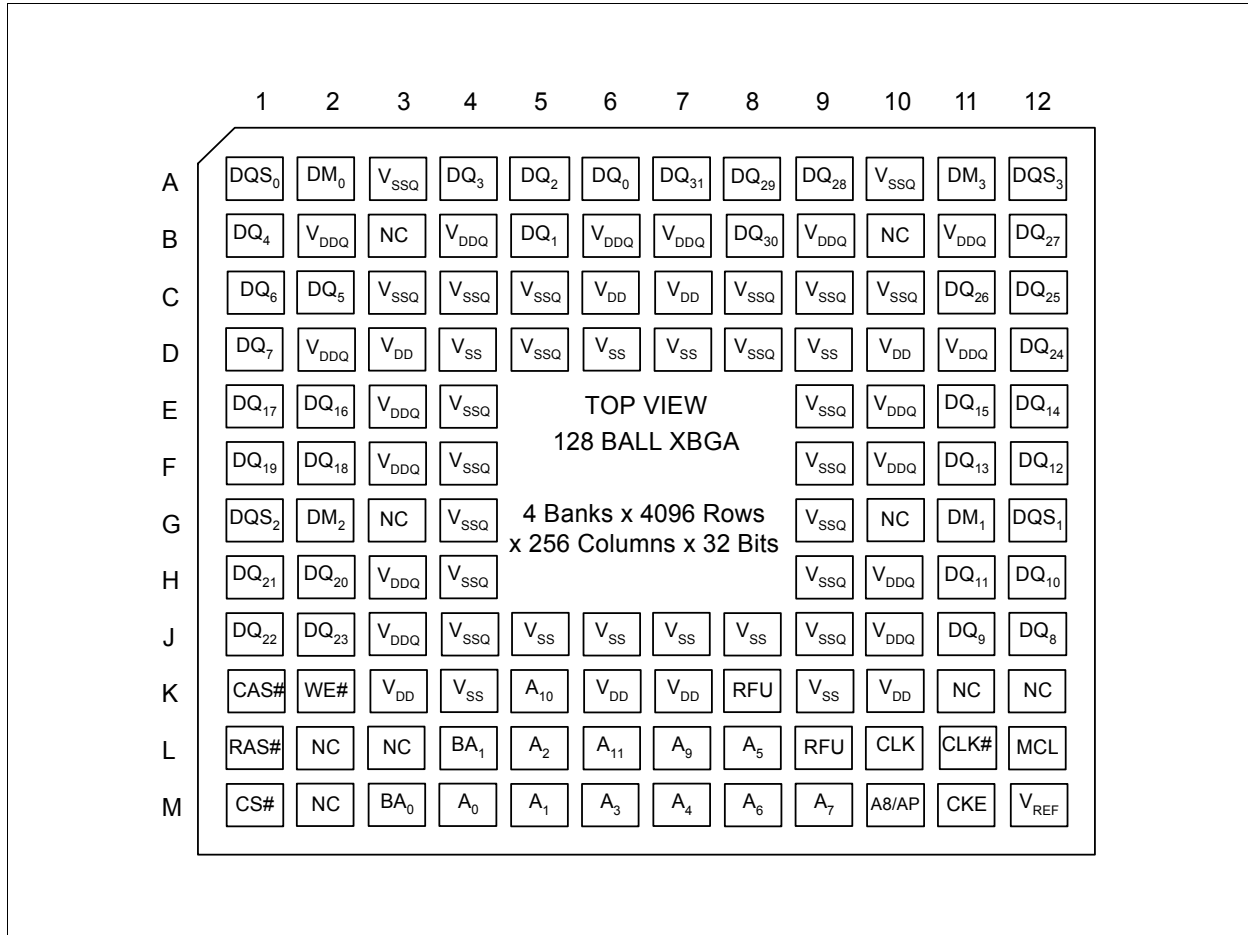 1 2 3 4 5 6 7 8 9 10 11 12
A DQS0 DM0 VSSQ DQ3 DQ2 DQ0 DQ31 DQ29 DQ28 VSSQ DM3 DQS3
B DQ4 VDDQ NC VDDQ DQ1 VDDQ VDDQ DQ30 VDDQ NC VDDQ DQ27
C DQ6 DQ5 VSSQ VSSQ VSSQ VDD VDD VSSQ VSSQ VSSQ DQ26 DQ25
D DQ7 VDDQ VDD VSS VSSQ VSS VSS VSSQ VSS VDD VDDQ DQ24
E DQ17 DQ16 VDDQ VSSQ TOP VIEW VSSQ VDDQ DQ15 DQ14
128 BALL XBGA
F DQ19 DQ18 VDDQ VSSQ VSSQ VDDQ DQ13 DQ12
G DQS2 DM2 NC VSSQ 4 Banks x 4096 Rows VSSQ NC DM1 DQS1
x 256 Columns x 32 Bits
H DQ21 DQ20 VDDQ VSSQ VSSQ VDDQ DQ11 DQ10
J DQ22 DQ23 VDDQ VSSQ VSS VSS VSS VSS VSSQ VDDQ DQ9 DQ8
K CAS# WE# VDD VSS A10 VDD VDD RFU VSS VDD NC NC
L RAS# NC NC BA1 A2 A11 A9 A5 RFU CLK CLK# MCL
M CS# NC BA0 A0 A1 A3 A4 A6 A7 A8/AP CKE VREF